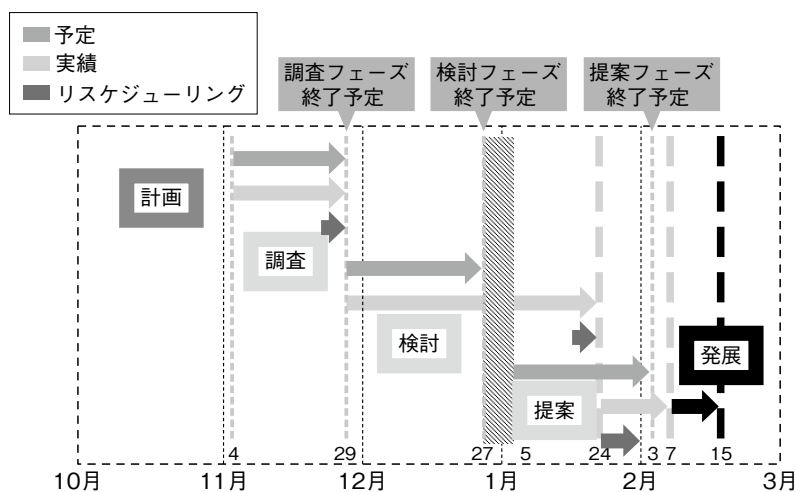 予定
実績
リスケジューリング
調査フェーズ
終了予定
検討フェーズ
終了予定
提案フェーズ
終了予定
計画
調査
検討
発展
提案
4 29 27 5 24 3 7 15
10月 11月 12月 1月 2月 3月